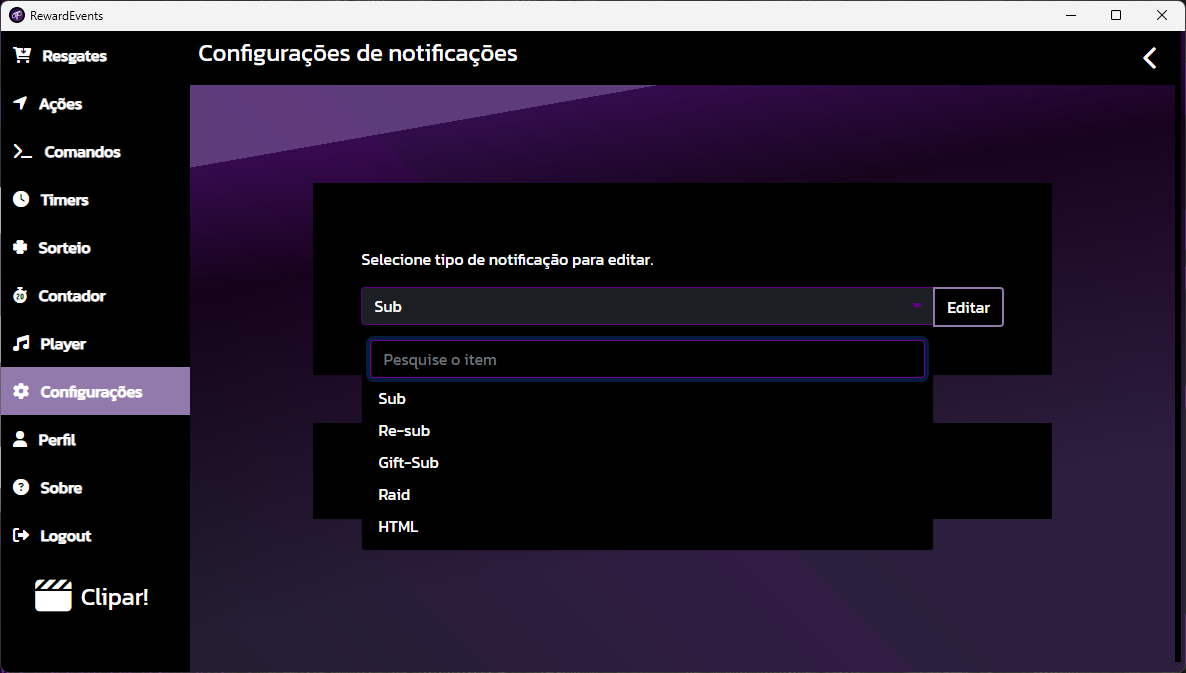 RewardEvents
Resgates
Ações
Comandos
Timers
Sorteio
20
Contador
Player
Configurações
Perfil
?
Sobre
Logout
Clipar!
Configurações de notificações
Selecione tipo de notificação para editar.
Sub
Editar
Pesquise o item
Sub
Re-sub
Gift-Sub
Raid
HTML